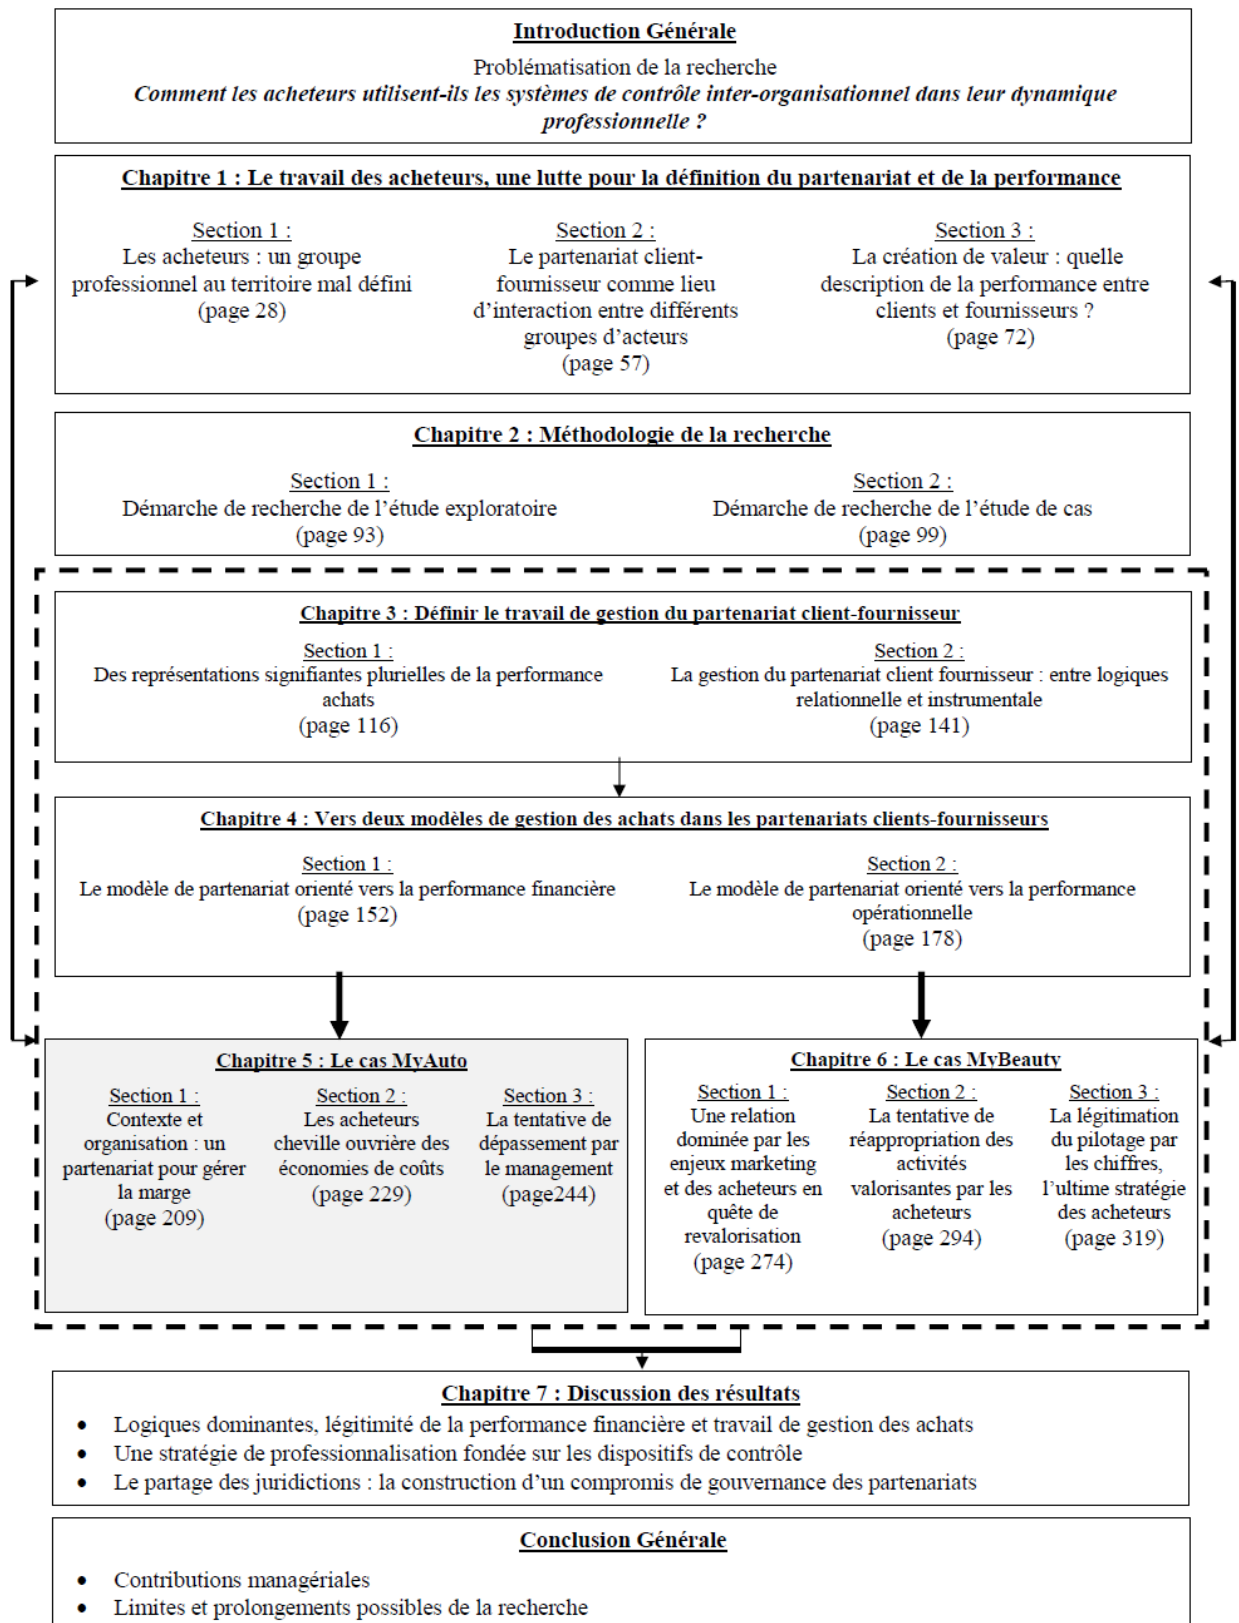 Introduction Générale
Problématisation de la recherche
Comment les acheteurs utilisent-ils les systèmes de contrôle inter-organisationnel dans leur dynamique
professionnelle ?
Chapitre 1 : Le travail des acheteurs, une lutte pour la définition du partenariat et de la performance
Section 1 :
Les acheteurs : un groupe
professionnel au territoire mal défini
(page 28)
Section 2 :
Le partenariat client-
fournisseur comme lieu
d’interaction entre différents
groupes d’acteurs
(page 57)
Section 3 :
La création de valeur : quelle
description de la performance entre
clients et fournisseurs ?
(page 72)
Chapitre 2 : Méthodologie de la recherche
Section 1 :
Démarche de recherche de l’étude exploratoire
(page 93)
Section 2 :
Démarche de recherche de l’étude de cas
(page 99)
Chapitre 3 : Définir le travail de gestion du partenariat client-fournisseur
Section 1 :
Des représentations signifiantes plurielles de la performance
achats
(page 116)
Section 2 :
La gestion du partenariat client fournisseur : entre logiques
relationnelle et instrumentale
(page 141)
Chapitre 4 : Vers deux modèles de gestion des achats dans les partenariats clients-fournisseurs
Section 1 :
Le modèle de partenariat orienté vers la performance financière
(page 152)
Section 2 :
Le modèle de partenariat orienté vers la performance
opérationnelle
(page 178)
Chapitre 5 : Le cas MyAuto
Section 1 :
Contexte et
organisation : un
partenariat pour gérer
la marge
(page 209)
Section 2 :
Les acheteurs
cheville ouvrière des
économies de coûts
(page 229)
Section 3 :
La tentative de
dépassement par
le management
(page244)
Chapitre 6 : Le cas MyBeauty
Section 1 :
Une relation
dominée par les
enjeux marketing
et des acheteurs en
quête de
revalorisation
(page 274)
Section 2 :
La tentative de
réappropriation des
activités
valorisantes par les
acheteurs
(page 294)
Section 3 :
La légitimation
du pilotage par
les chiffres,
l’ultime stratégie
des acheteurs
(page 319)
Chapitre 7 : Discussion des résultats
• Logiques dominantes, légitimité de la performance financière et travail de gestion des achats
• Une stratégie de professionnalisation fondée sur les dispositifs de contrôle
• Le partage des juridictions : la construction d’un compromis de gouvernance des partenariats
Conclusion Générale
• Contributions managériales
• Limites et prolongements possibles de la recherche